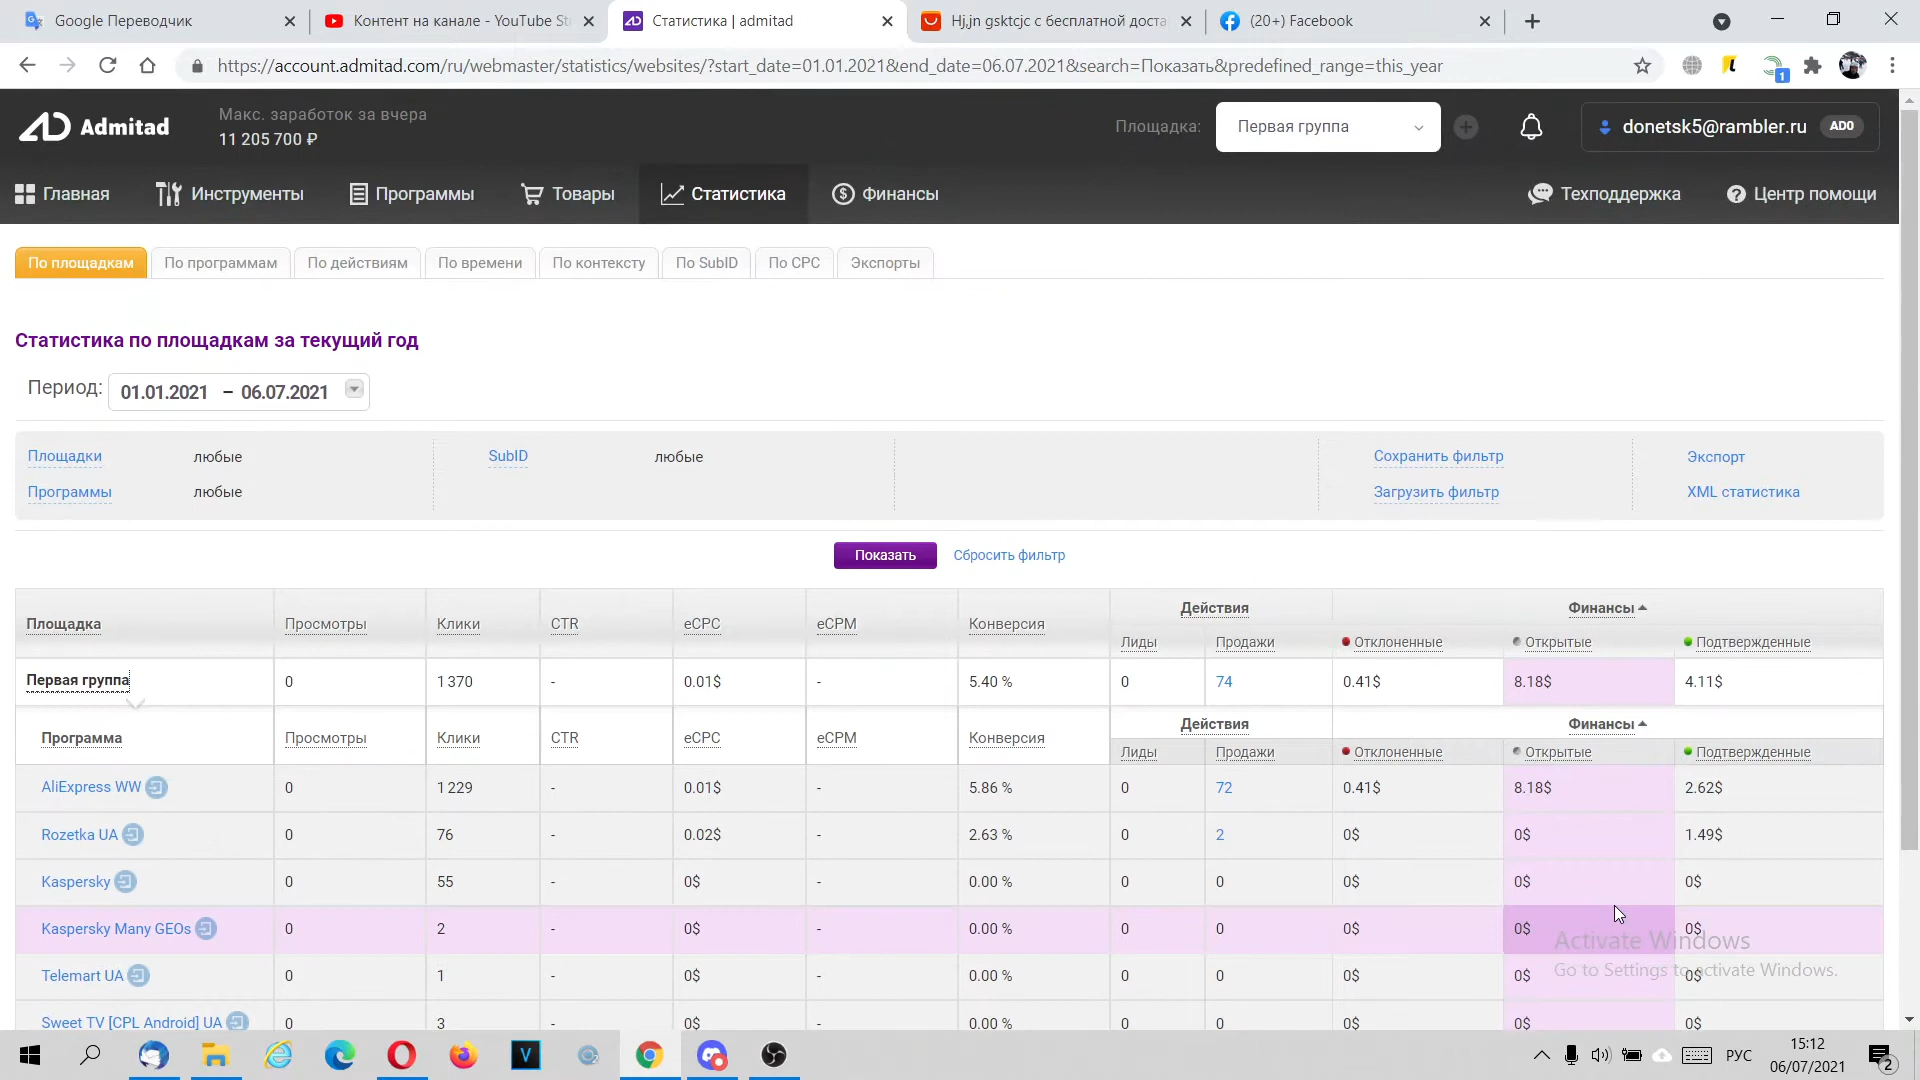 Google Переводчик
Контент на канале - YouTube St
Статистика | admitad
Hj,jn gsktcjc с бесплатной доста
(20+) Facebook
https://account.admitad.com/ru/webmaster/statistics/websites/?start_date=01.01.2021&end_date=06.07.2021&search=Показать&predefined_range=this_year
1
Admitad
Макс. заработок за вчера
11 205 700 ₽
Площадка:
Первая группа
donetsk5@rambler.ru
AD0
Главная
Инструменты
Программы
Товары
Статистика
Финансы
Техподдержка
Центр помощи
По площадкам
По программам
По действиям
По времени
По контексту
По SubID
По CPC
Экспорты
Статистика по площадкам за текущий год
Период: 01.01.2021 – 06.07.2021
Площадки любые SubID любые Сохранить фильтр Экспорт
Программы любые Загрузить фильтр XML статистика
Показать Сбросить фильтр
Площадка Просмотры Клики CTR eCPC eCPM Конверсия Действия Финансы
Лиды Продажи Отклоненные Открытые Подтвержденные
Первая группа 0 1 370 - 0.01$ - 5.40 % 0 74 0.41$ 8.18$ 4.11$
Программа Просмотры Клики CTR eCPC eCPM Конверсия Действия Финансы
Лиды Продажи Отклоненные Открытые Подтвержденные
AliExpress WW 0 1 229 - 0.01$ - 5.86 % 0 72 0.41$ 8.18$ 2.62$
Rozetka UA 0 76 - 0.02$ - 2.63 % 0 2 0$ 0$ 1.49$
Kaspersky 0 55 - 0$ - 0.00 % 0 0 0$ 0$ 0$
Kaspersky Many GEOs 0 2 - 0$ - 0.00 % 0 0 0$ 0$ 0$
Activate Windows
Go to Settings to activate Windows.
Telemart UA 0 1 - 0$ - 0.00 % 0 0 0$ 0$ 0$
Sweet TV [CPL Android] UA 0 3 - 0$ - 0.00 % 0 0 0$ 0$ 0$
V
РУС
15:12
06/07/2021
2